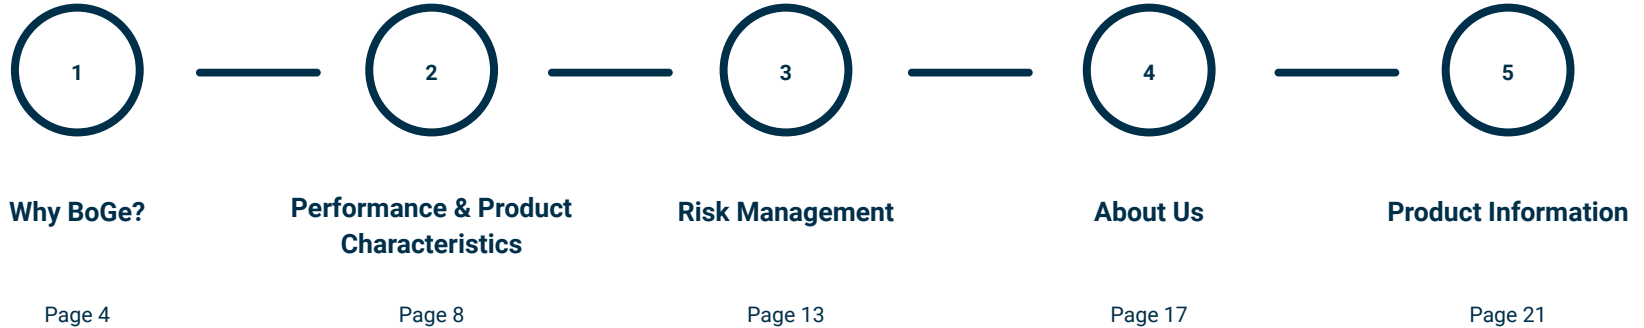 1
2
3
4
5
Why BoGe?
Performance & Product
Characteristics
Risk Management
About Us
Product Information
Page 4
Page 8
Page 13
Page 17
Page 21